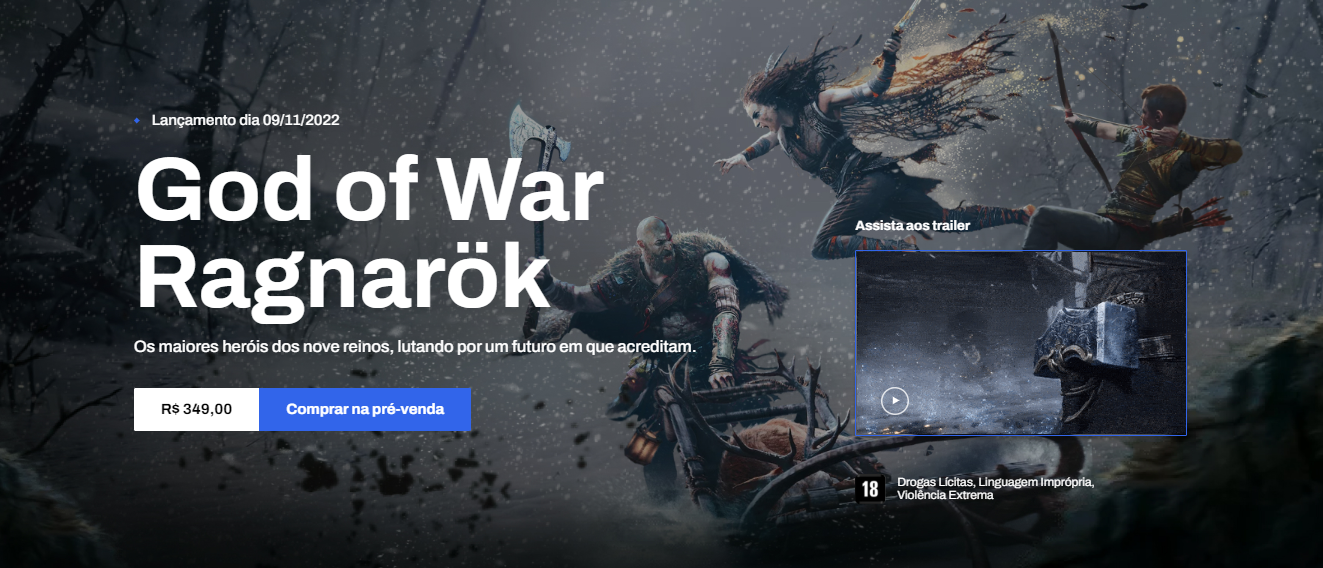 Lançamento dia 09/11/2022
God of War
Ragnarök
Os maiores heróis dos nove reinos, lutando por um futuro em que acreditam.
R$ 349,00
Comprar na pré-venda
Assista aos trailer
18
Drogas Lícitas, Linguagem Imprópria,
Violência Extrema